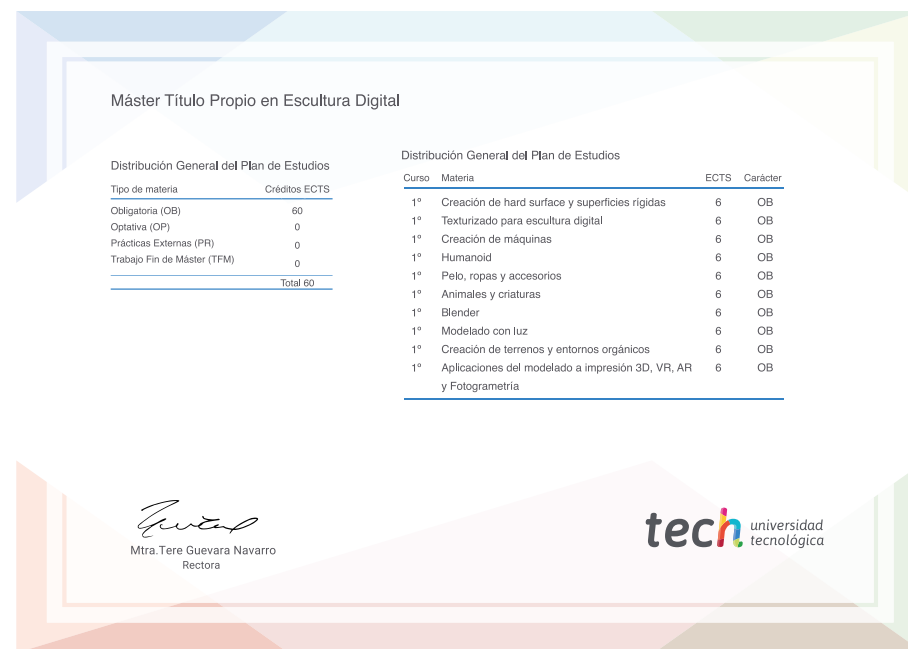 Máster Título Propio en Escultura Digital
Distribución General del Plan de Estudios
Tipo de materia Créditos ECTS
Obligatoria (OB) 60
Optativa (OP) 0
Prácticas Externas (PR) 0
Trabajo Fin de Máster (TFM) 0
Total 60
Distribución General del Plan de Estudios
Curso Materia ECTS Carácter
1º Creación de hard surface y superficies rígidas 6 OB
1º Texturizado para escultura digital 6 OB
1º Creación de máquinas 6 OB
1º Humanoid 6 OB
1º Pelo, ropas y accesorios 6 OB
1º Animales y criaturas 6 OB
1º Blender 6 OB
1º Modelado con luz 6 OB
1º Creación de terrenos y entornos orgánicos 6 OB
1º Aplicaciones del modelado a impresión 3D, VR, AR 6 OB
y Fotogrametría
Mtra.Tere Guevara Navarro
Rectora
tech universidad
tecnológica